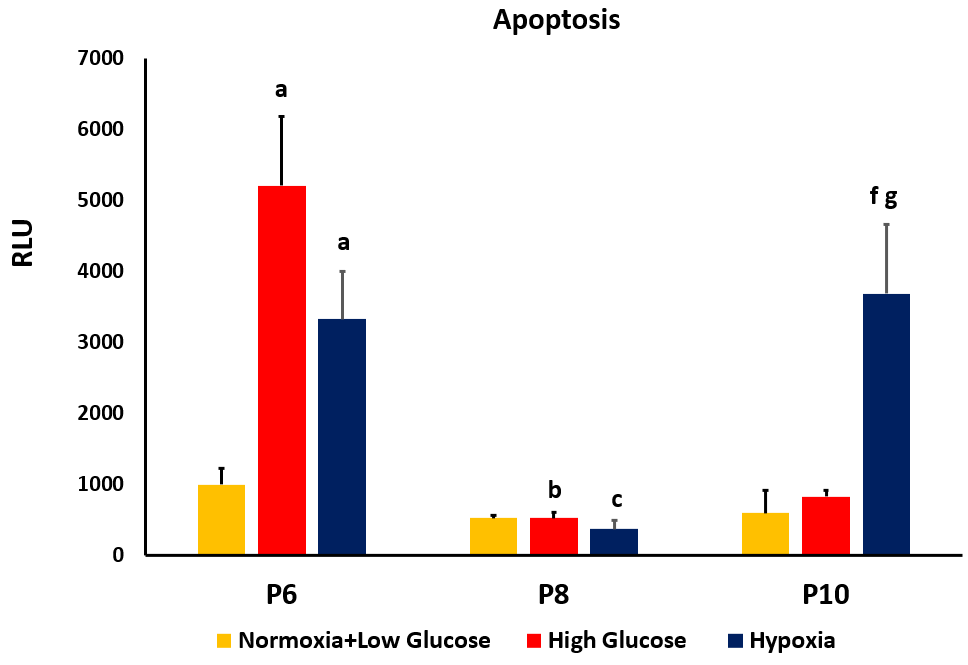 Apoptosis
7000
a
6000
5000
f g
RLU
a
4000
3000
2000
1000
b
c
0
P6 P8 P10
Normoxia+Low Glucose High Glucose Hypoxia